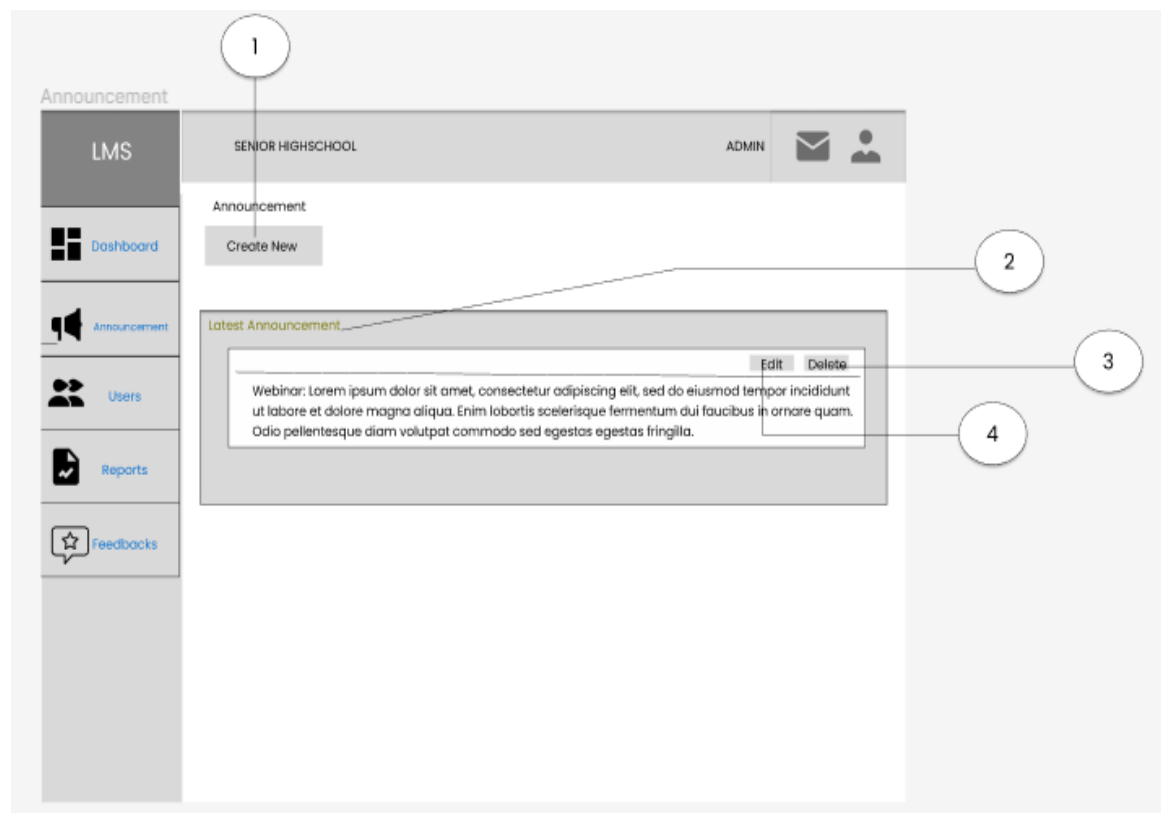 1
Announcement
LMS
SENIOR HIGHSCHOOL
ADMIN
Announcement
Create New
Dashboard
2
Latest Announcement
Announcement
Edit Delete
3
Webinar: Lorem ipsum dolor sit amet, consectetur adipiscing elit, sed do eiusmod tempor incididunt
ut labore et dolore magna aliqua. Enim lobortis scelerisque fermentum dui faucibus in ornare quam.
Odio pellentesque diam volutpat commodo sed egestas egestas fringilla.
4
Users
Reports
Feedbacks